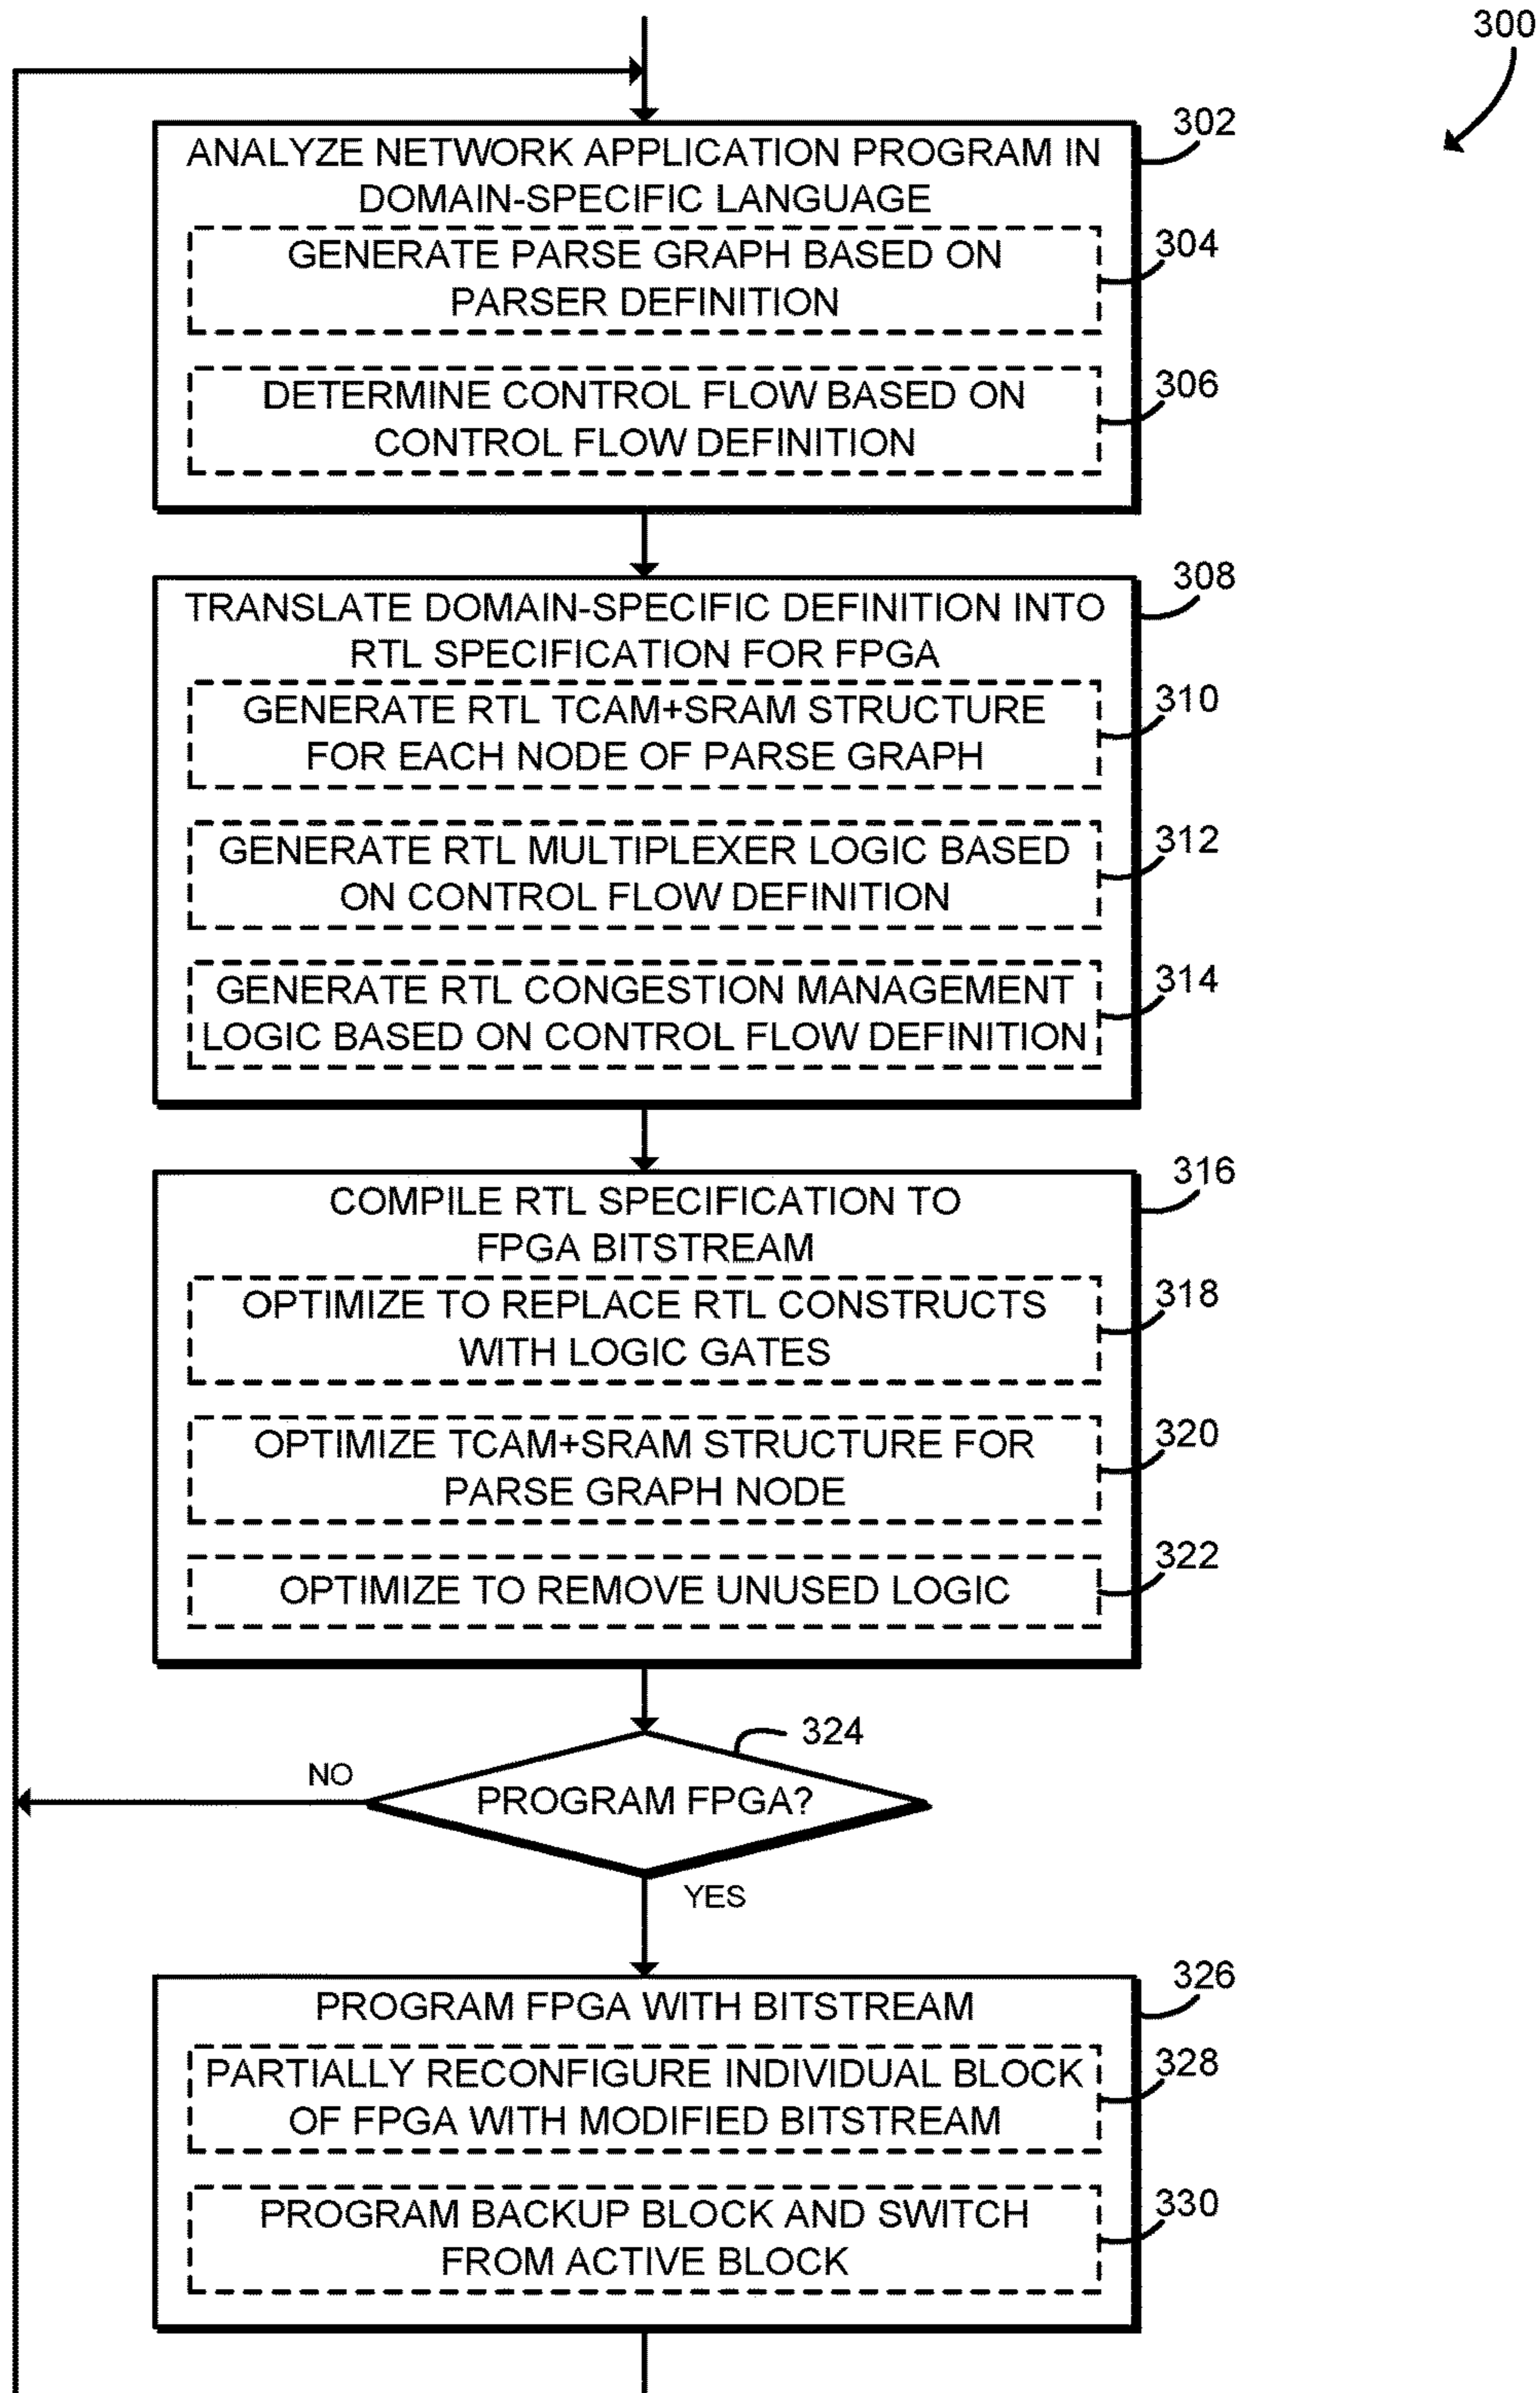 300
302
ANALYZE NETWORK APPLICATION PROGRAM IN
DOMAIN-SPECIFIC LANGUAGE
304
GENERATE PARSE GRAPH BASED ON
PARSER DEFINITION
306
DETERMINE CONTROL FLOW BASED ON
CONTROL FLOW DEFINITION
308
TRANSLATE DOMAIN-SPECIFIC DEFINITION INTO
RTL SPECIFICATION FOR FPGA
310
GENERATE RTL TCAM+SRAM STRUCTURE
FOR EACH NODE OF PARSE GRAPH
312
GENERATE RTL MULTIPLEXER LOGIC BASED
ON CONTROL FLOW DEFINITION
314
GENERATE RTL CONGESTION MANAGEMENT
LOGIC BASED ON CONTROL FLOW DEFINITION
316
COMPILE RTL SPECIFICATION TO
FPGA BITSTREAM
318
OPTIMIZE TO REPLACE RTL CONSTRUCTS
WITH LOGIC GATES
320
OPTIMIZE TCAM+SRAM STRUCTURE FOR
PARSE GRAPH NODE
322
OPTIMIZE TO REMOVE UNUSED LOGIC
324
NO
PROGRAM FPGA?
YES
326
PROGRAM FPGA WITH BITSTREAM
328
PARTIALLY RECONFIGURE INDIVIDUAL BLOCK
OF FPGA WITH MODIFIED BITSTREAM
330
PROGRAM BACKUP BLOCK AND SWITCH
FROM ACTIVE BLOCK